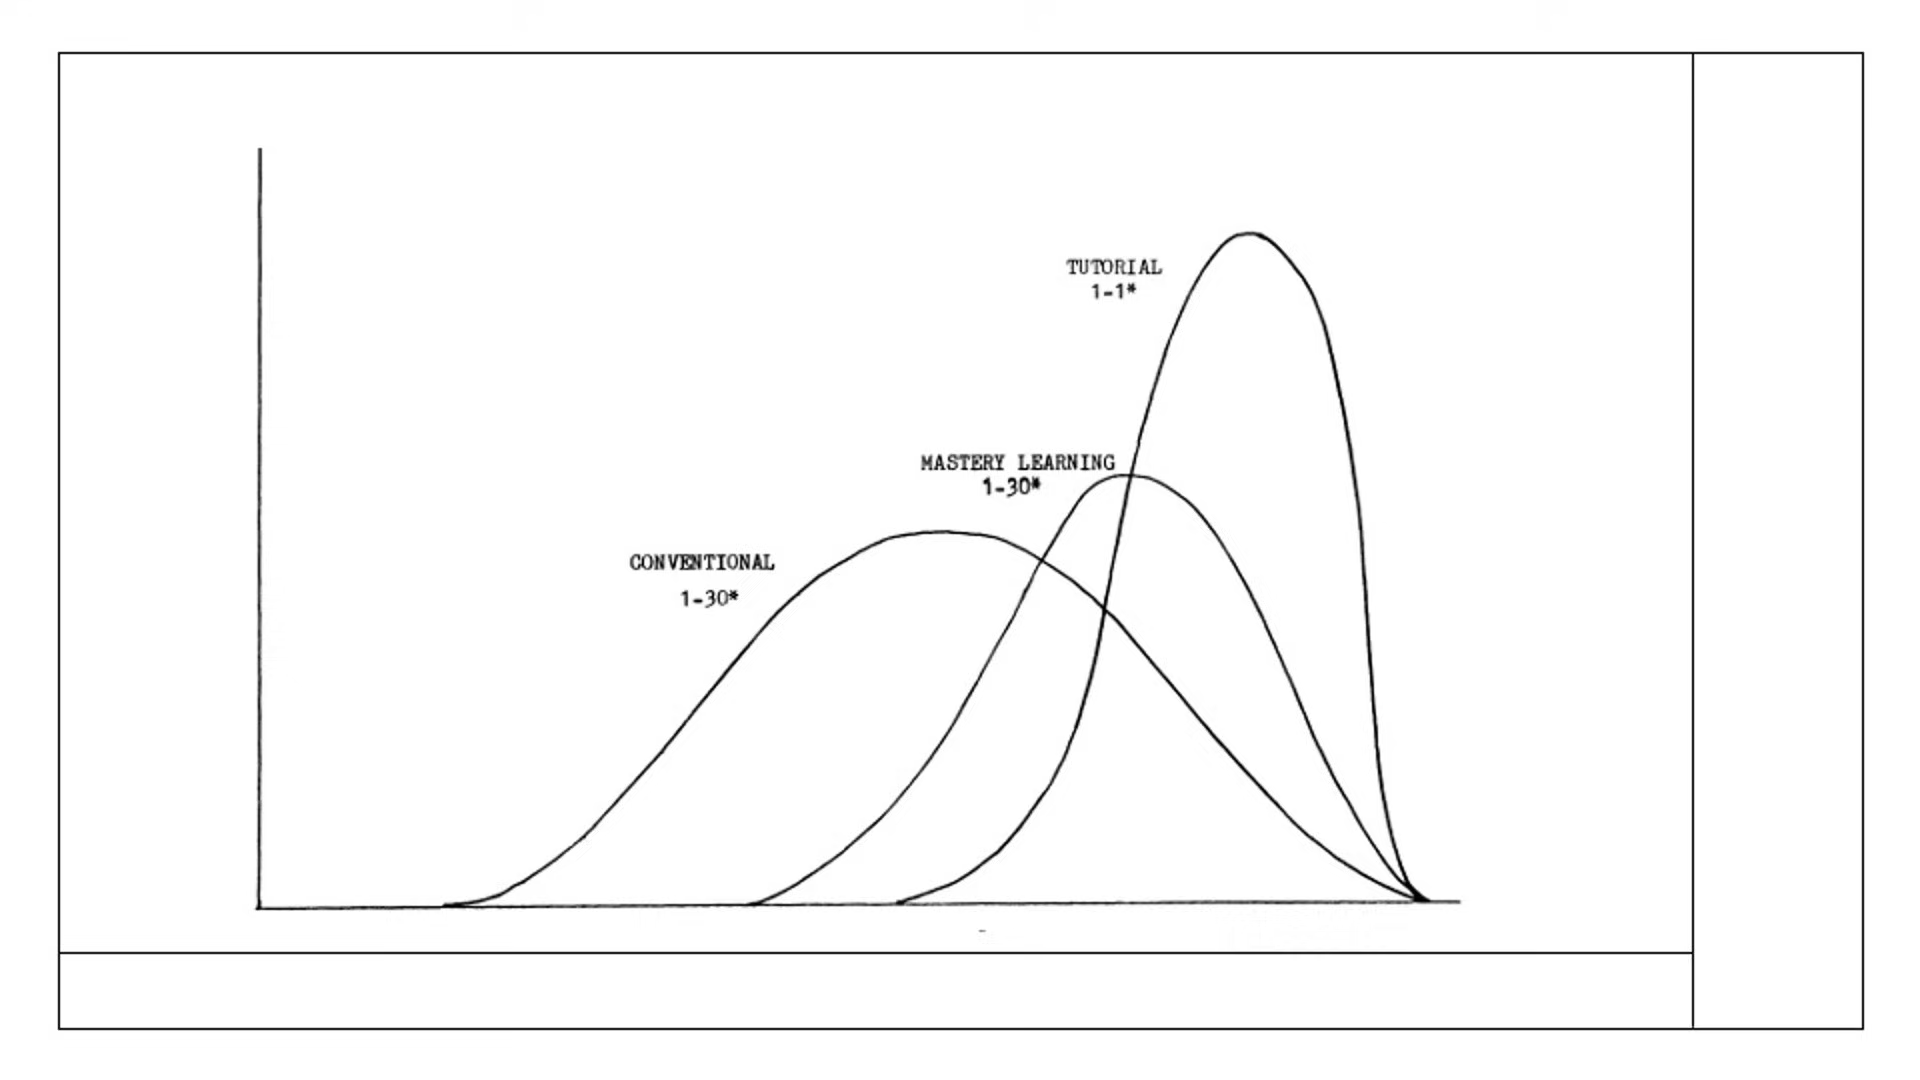 TUTORIAL
1-1*
MASTERY LEARNING
1-30*
CONVENTIONAL
1-30*